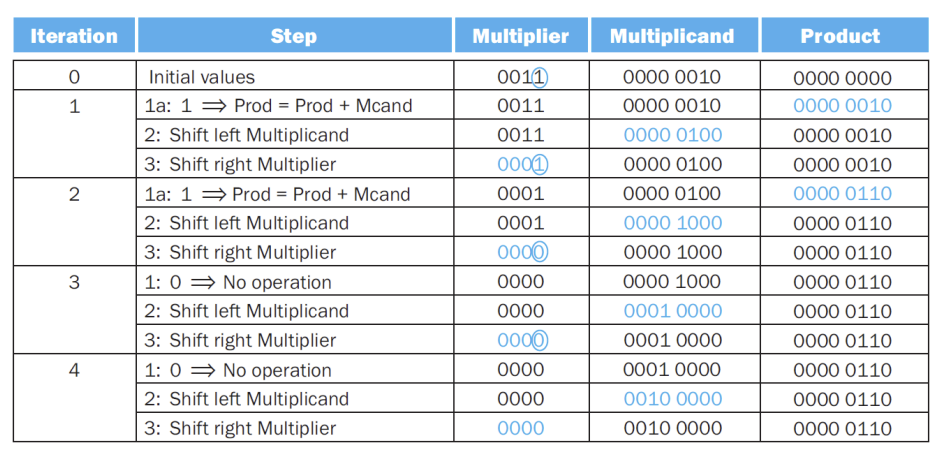 Iteration Step Multiplier Multiplicand Product
0 Initial values 0011 0000 0010 0000 0000
1 1a: 1 ⟹ Prod = Prod + Mcand 0011 0000 0010 0000 0010
2: Shift left Multiplicand 0011 0000 0100 0000 0010
3: Shift right Multiplier 0001 0000 0100 0000 0010
2 1a: 1 ⟹ Prod = Prod + Mcand 0001 0000 0100 0000 0110
2: Shift left Multiplicand 0001 0000 1000 0000 0110
3: Shift right Multiplier 0000 0000 1000 0000 0110
3 1: 0 ⟹ No operation 0000 0000 1000 0000 0110
2: Shift left Multiplicand 0000 0001 0000 0000 0110
3: Shift right Multiplier 0000 0001 0000 0000 0110
4 1: 0 ⟹ No operation 0000 0001 0000 0000 0110
2: Shift left Multiplicand 0000 0010 0000 0000 0110
3: Shift right Multiplier 0000 0010 0000 0000 0110